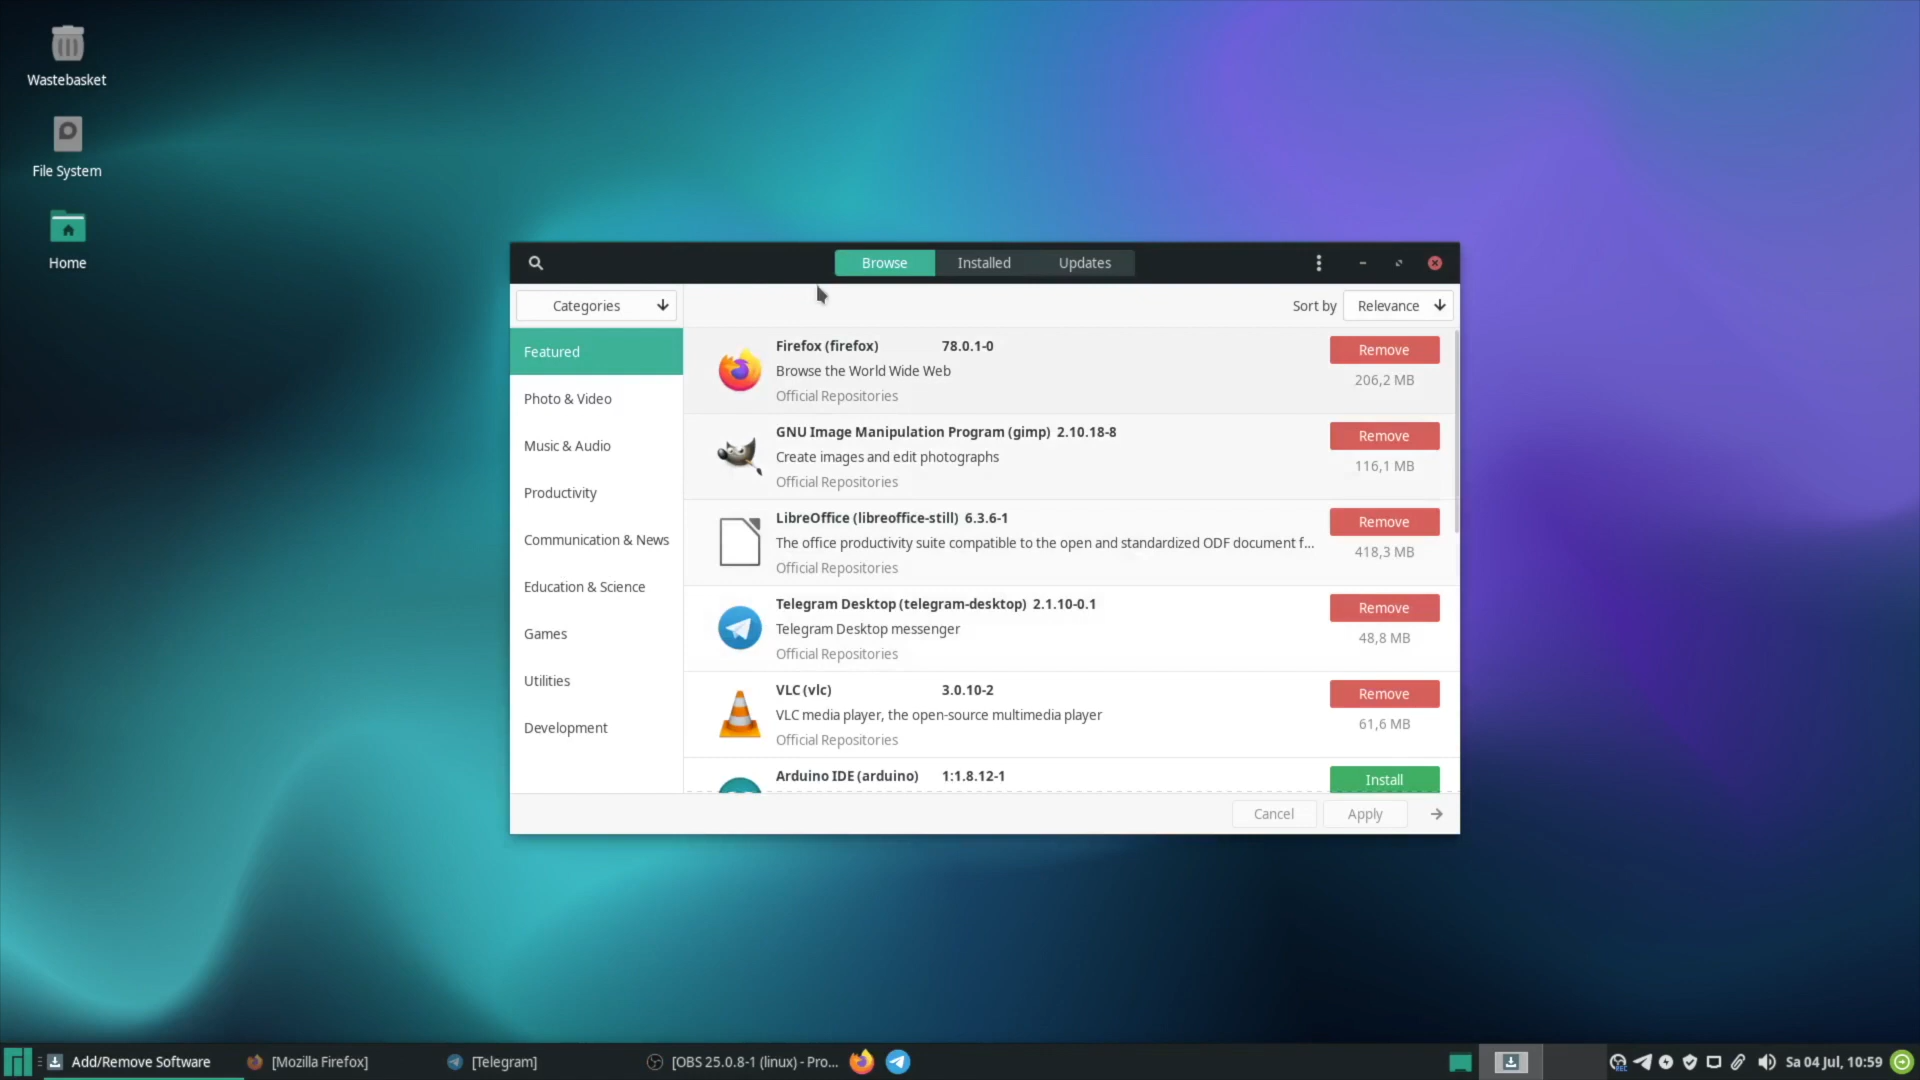 Wastebasket
File System
Home
Browse
Installed
Updates
Categories
Sort by
Relevance
Featured
Photo & Video
Music & Audio
Productivity
Communication & News
Education & Science
Games
Utilities
Development
Firefox (firefox) 78.0.1-0
Browse the World Wide Web
Official Repositories
Remove
206,2 MB
GNU Image Manipulation Program (gimp) 2.10.18-8
Create images and edit photographs
Official Repositories
Remove
116,1 MB
LibreOffice (libreoffice-still) 6.3.6-1
The office productivity suite compatible to the open and standardized ODF document f...
Official Repositories
Remove
418,3 MB
Telegram Desktop (telegram-desktop) 2.1.10-0.1
Telegram Desktop messenger
Official Repositories
Remove
48,8 MB
VLC (vlc) 3.0.10-2
VLC media player, the open-source multimedia player
Official Repositories
Remove
61,6 MB
Arduino IDE (arduino) 1:1.8.12-1
Install
Cancel
Apply
Add/Remove Software
[Mozilla Firefox]
[Telegram]
[OBS 25.0.8-1 (linux) - Pro...
REC
Sa 04 Jul, 10:59